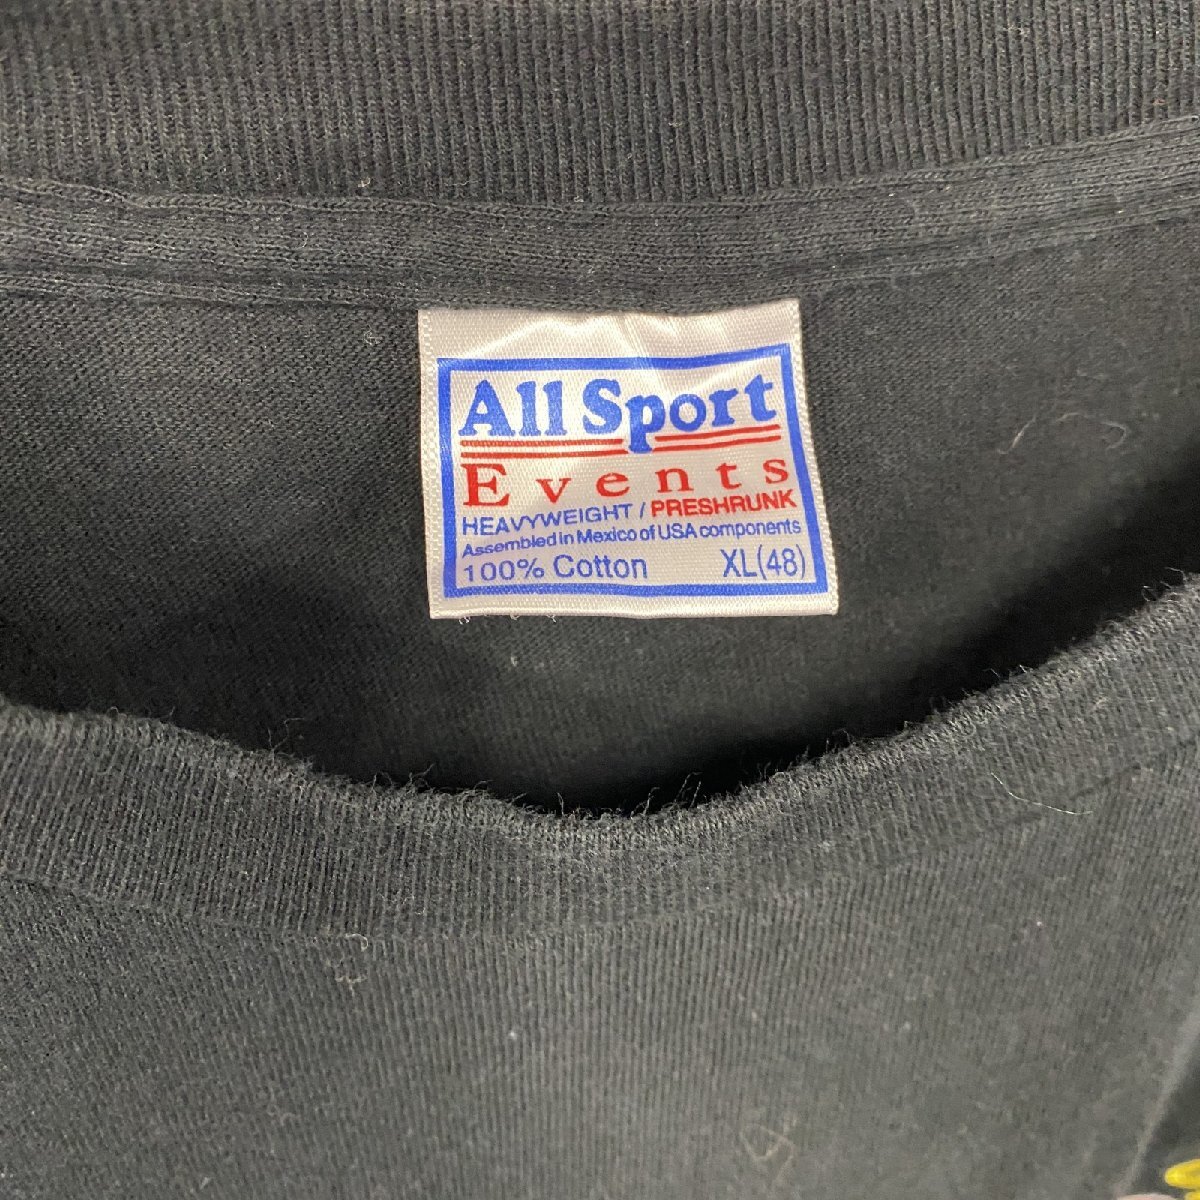 All Sport
Events
HEAVYWEIGHT / PRESHRUNK
Assembled in Mexico of USA components
100% Cotton XL(48)